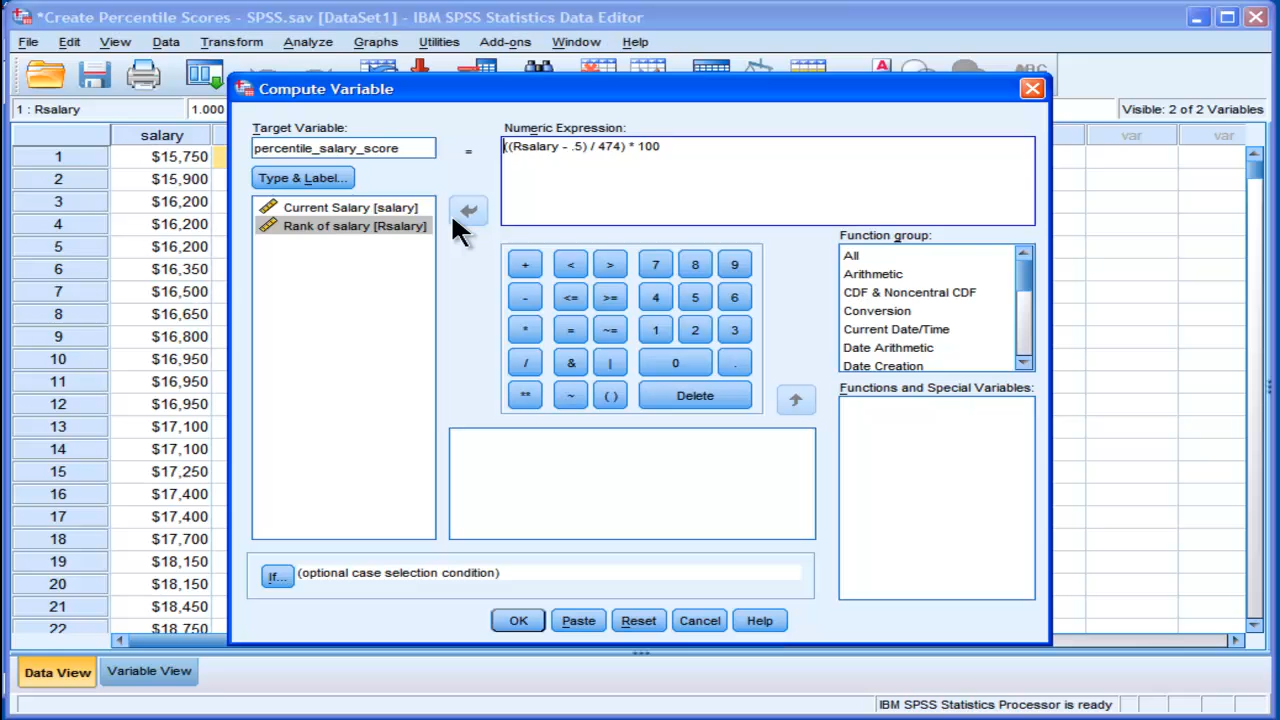 *Create Percentile Scores - SPSS.sav [DataSet1] - IBM SPSS Statistics Data Editor
File Edit View Data Transform Analyze Graphs Utilities Add-ons Window Help
1 : Rsalary 1.000 Visible: 2 of 2 Variables
salary var var
1 $15,750
2 $15,900
3 $16,200
4 $16,200
5 $16,200
6 $16,350
7 $16,500
8 $16,650
9 $16,800
10 $16,950
11 $16,950
12 $16,950
13 $17,100
14 $17,100
15 $17,250
16 $17,400
17 $17,400
18 $17,700
19 $18,150
20 $18,150
21 $18,450
22 $18,750
Compute Variable
Target Variable:
percentile_salary_score
=
Numeric Expression:
((Rsalary - .5) / 474) * 100
Type & Label...
Current Salary [salary]
Rank of salary [Rsalary]
+ < > 7 8 9
- <= >= 4 5 6
* = ~= 1 2 3
/ & | 0 .
** ~ ( ) Delete
Function group:
All
Arithmetic
CDF & Noncentral CDF
Conversion
Current Date/Time
Date Arithmetic
Date Creation
Functions and Special Variables:
If... (optional case selection condition)
OK Paste Reset Cancel Help
Data View Variable View
IBM SPSS Statistics Processor is ready